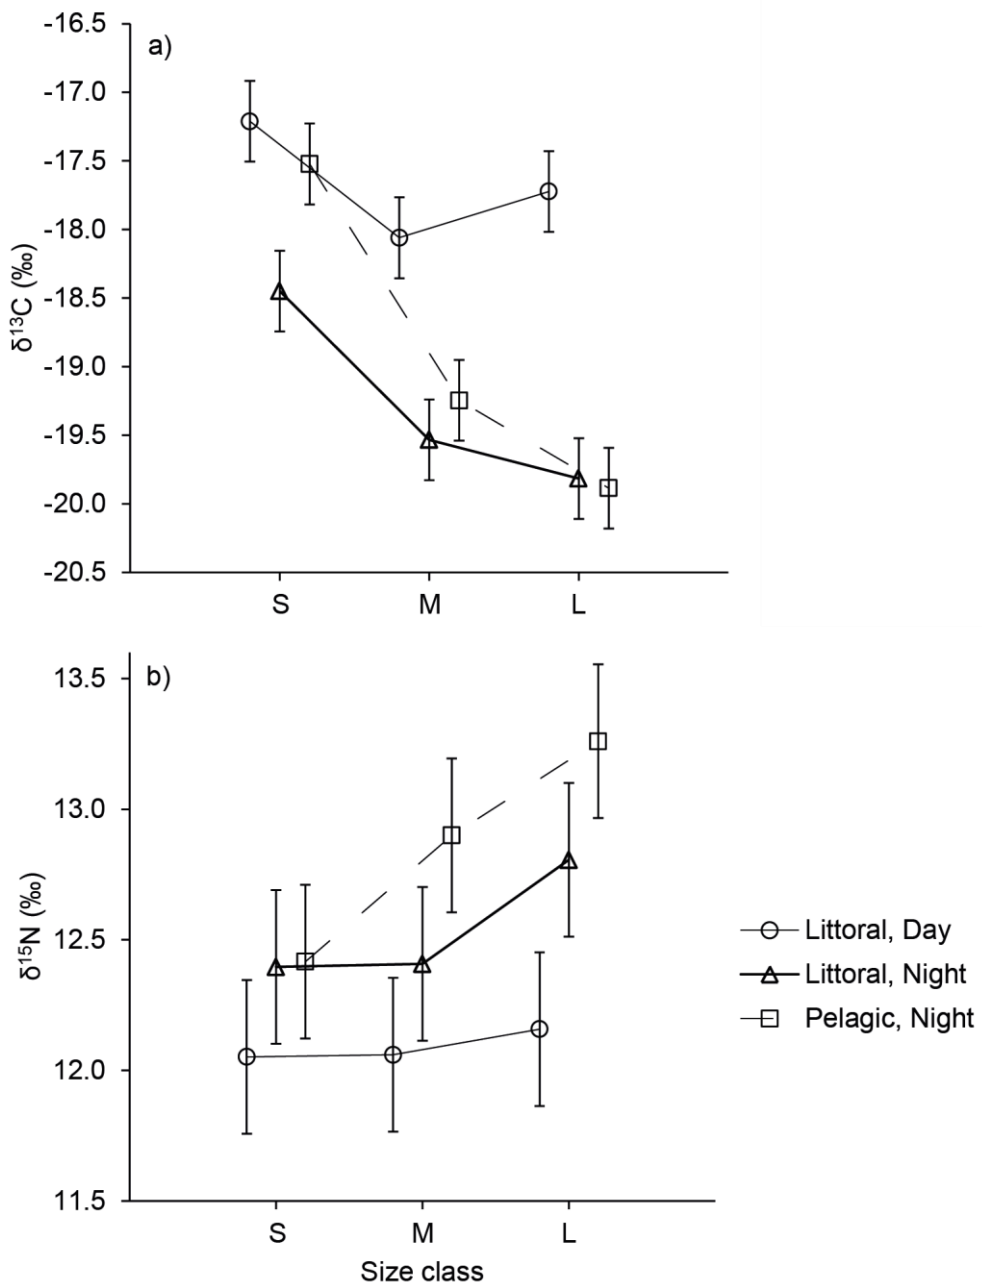 a)
δ¹³C (‰)
-16.5
-17.0
-17.5
-18.0
-18.5
-19.0
-19.5
-20.0
-20.5
S M L
b)
δ¹⁵N (‰)
13.5
13.0
12.5
12.0
11.5
S M L
Size class
Littoral, Day
Littoral, Night
Pelagic, Night